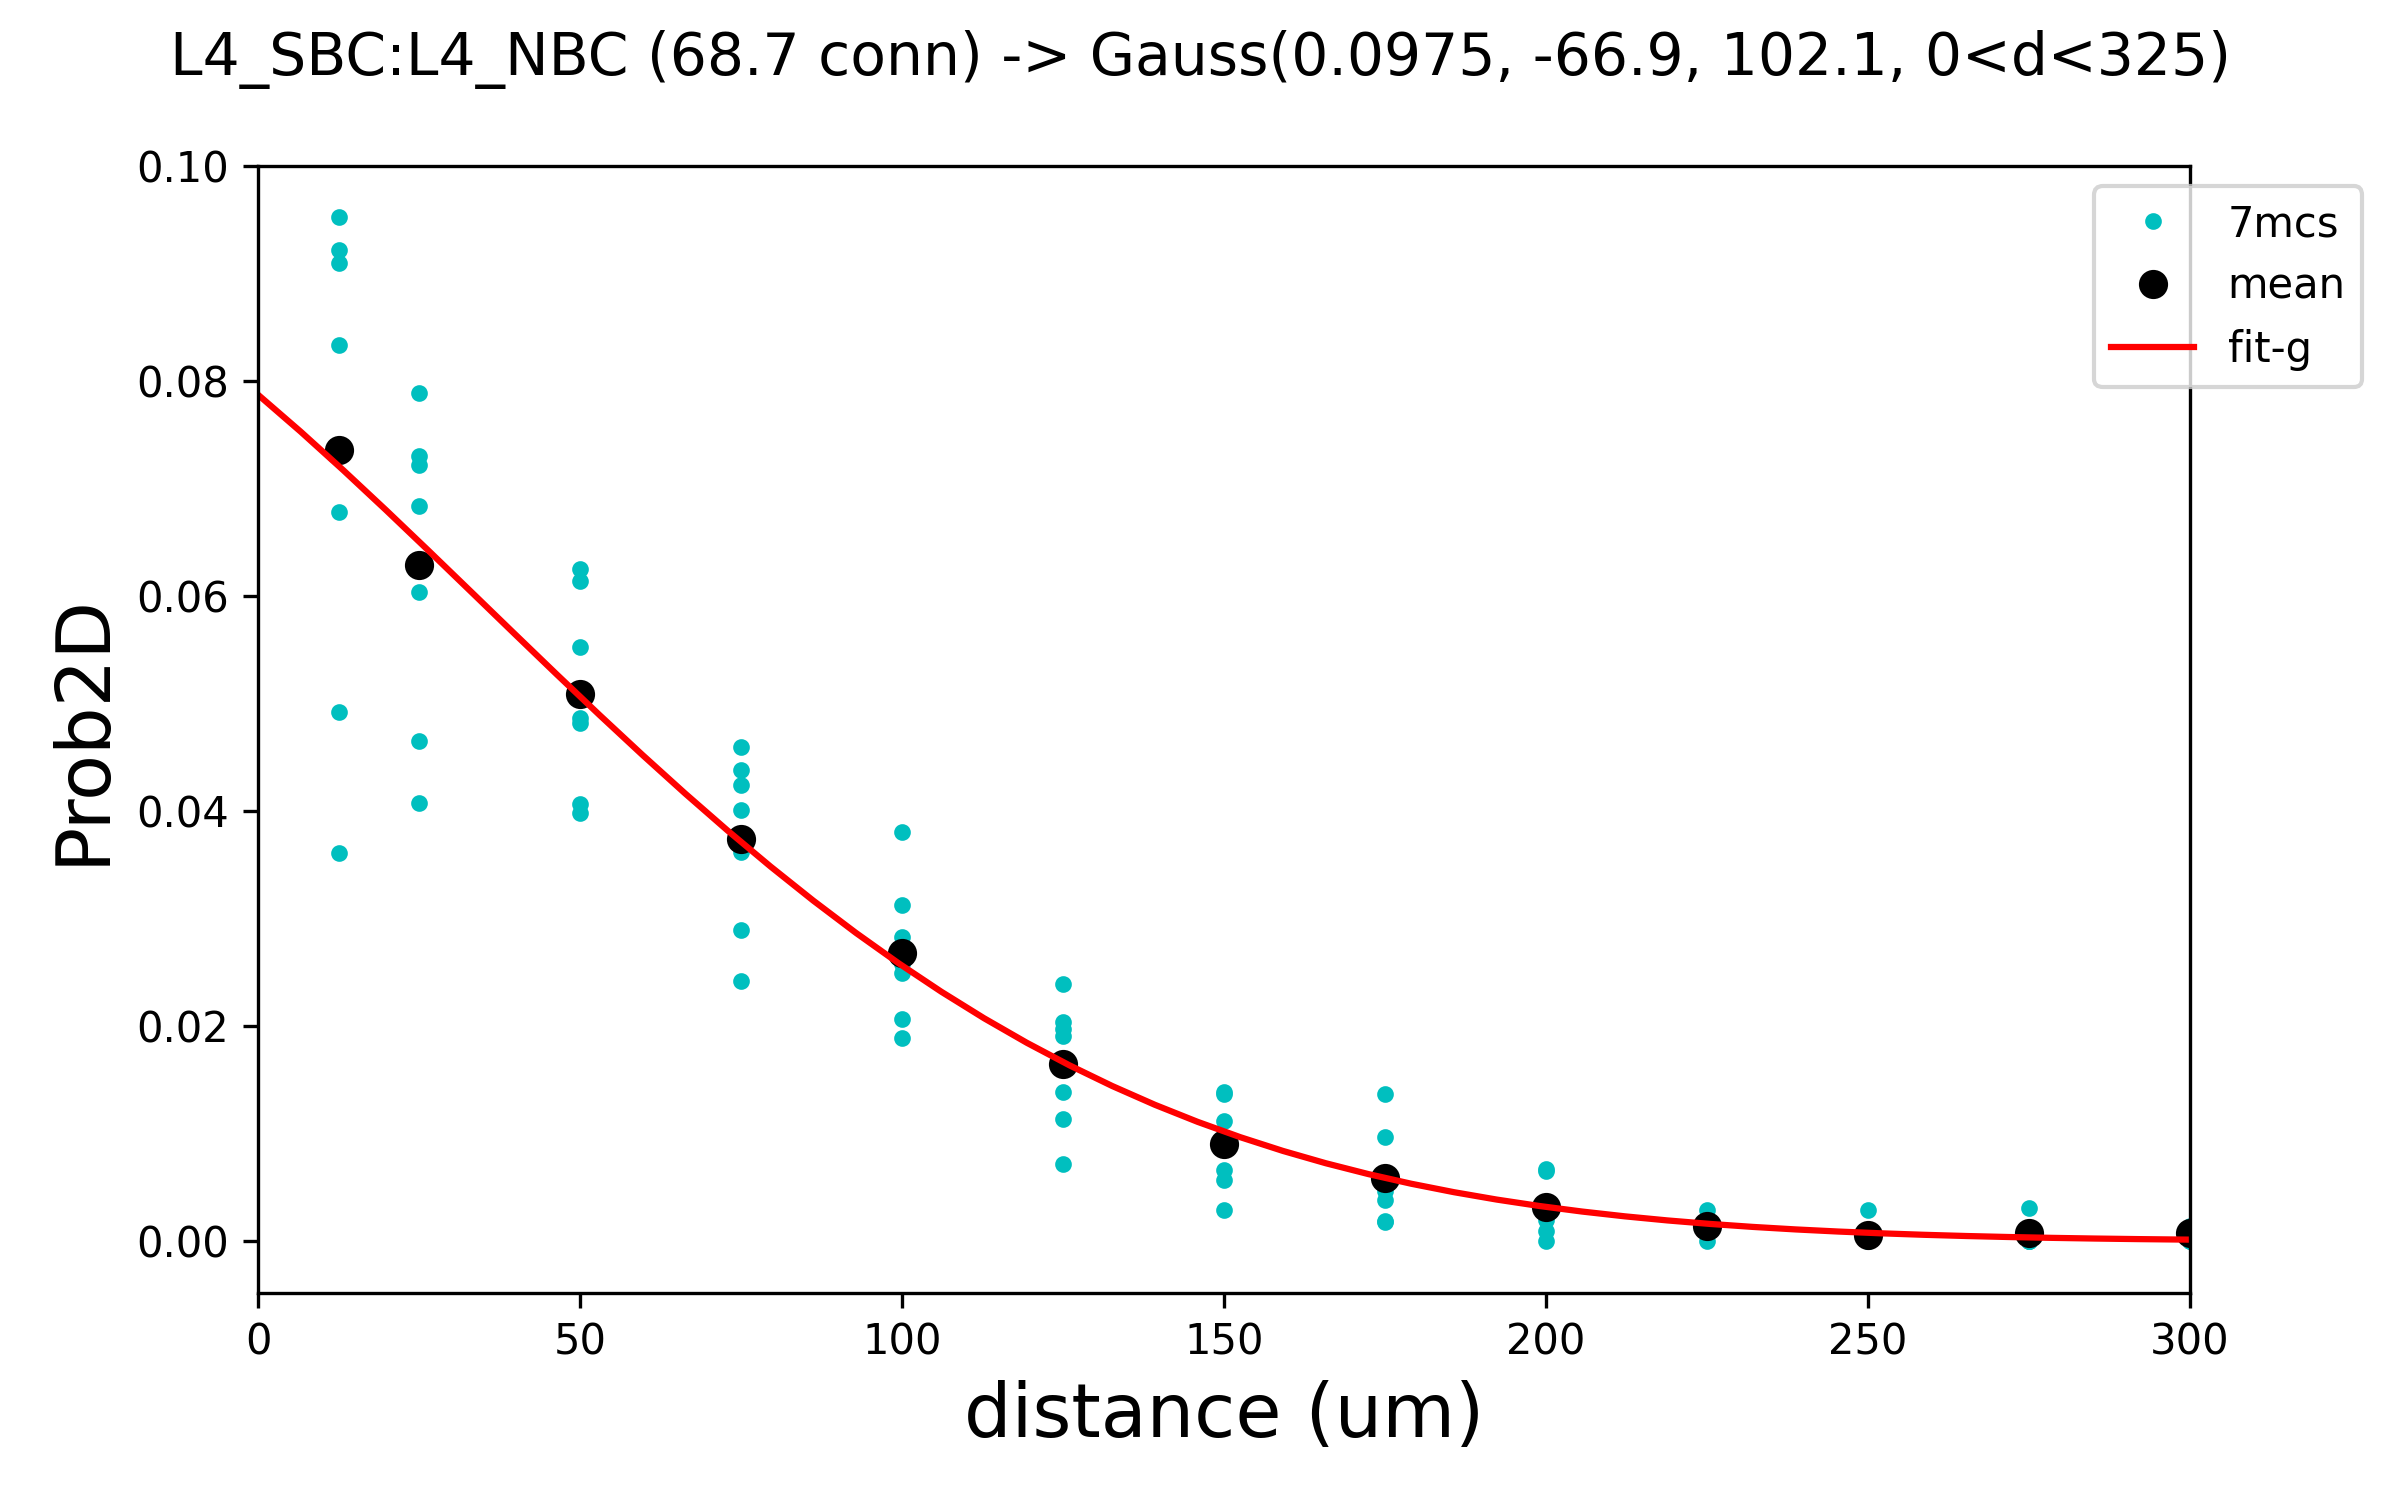 L4_SBC:L4_NBC (68.7 conn) -> Gauss(0.0975, -66.9, 102.1, 0<d<325)
0.10
0.08
0.06
0.04
0.02
0.00
Prob2D
7mcs
mean
fit-g
0 50 100 150 200 250 300
distance (um)